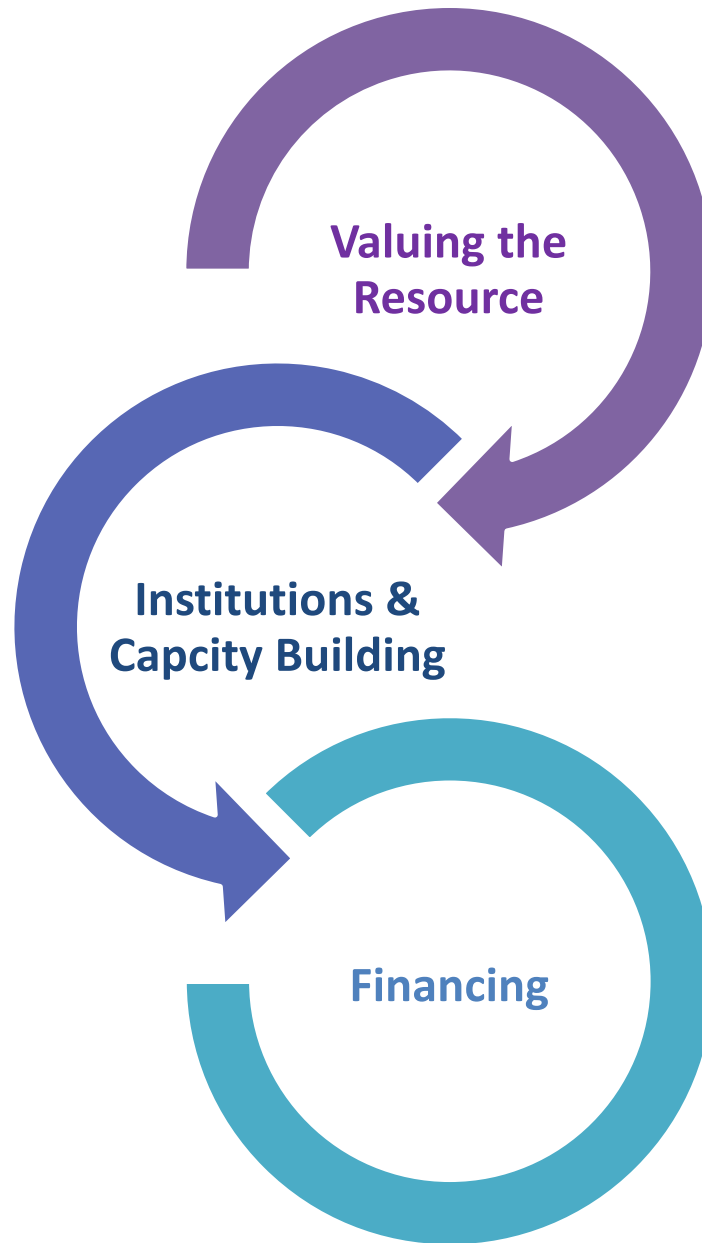 Valuing the
Resource
Institutions &
Capcity Building
Financing